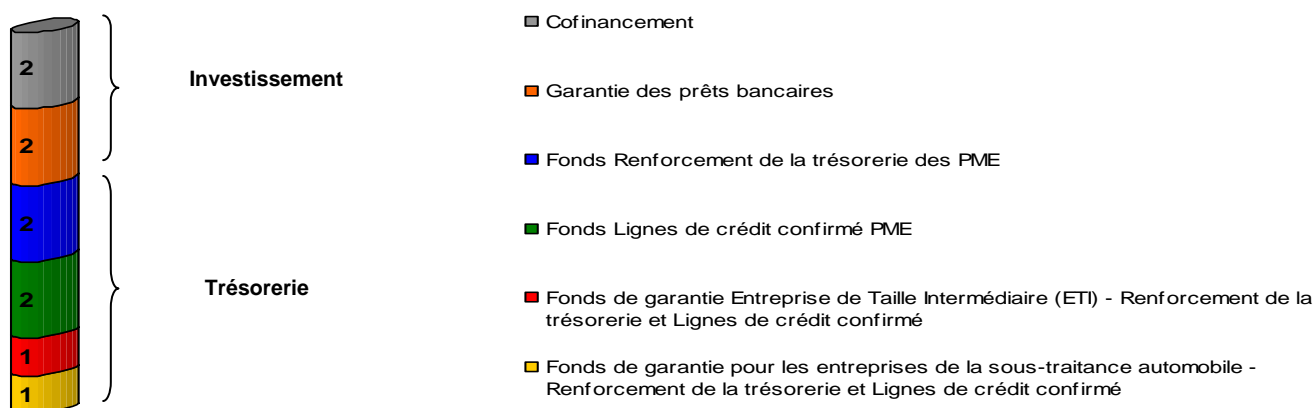 2
2
2
2
1
1
Investissement
Trésorerie
Cofinancement
Garantie des prêts bancaires
Fonds Renforcement de la trésorerie des PME
Fonds Lignes de crédit confirmé PME
Fonds de garantie Entreprise de Taille Intermédiaire (ETI) - Renforcement de la
trésorerie et Lignes de crédit confirmé
Fonds de garantie pour les entreprises de la sous-traitance automobile -
Renforcement de la trésorerie et Lignes de crédit confirmé